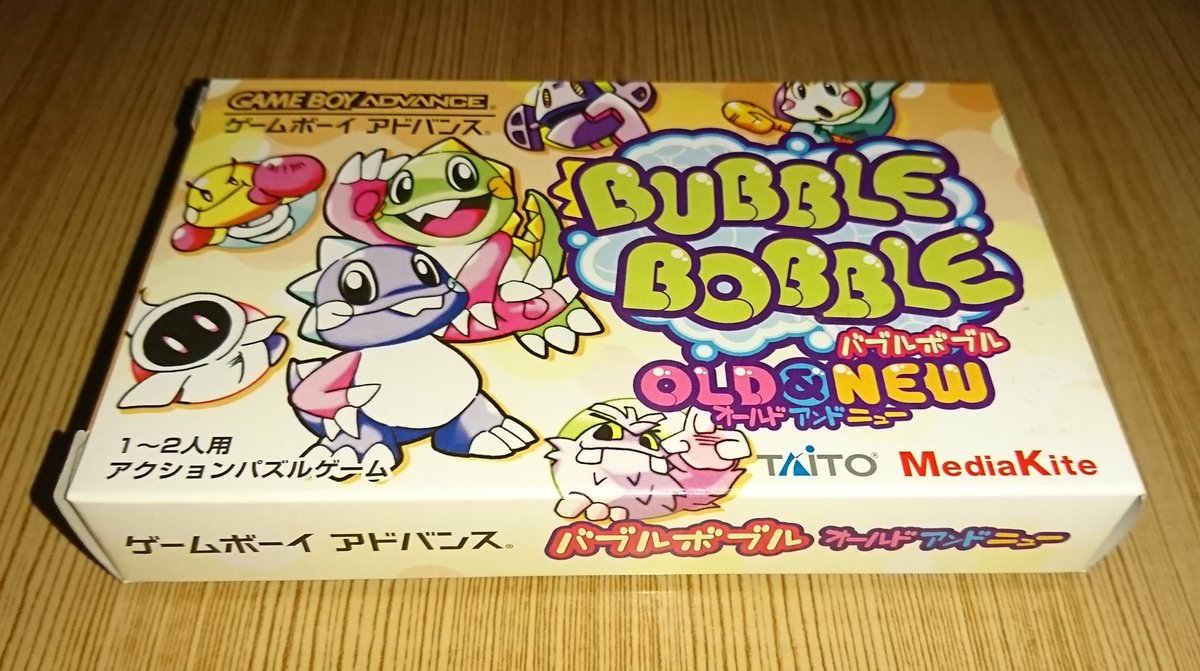 GAME BOY ADVANCE
ゲームボーイ アドバンス®
BUBBLE
BOBBLE
バブルボブル
OLD & NEW
オールド アンド ニュー
TAITO®
MediaKite
1~2人用
アクションパズルゲーム
ゲームボーイ アドバンス® バブルボブル オールド アンド ニュー